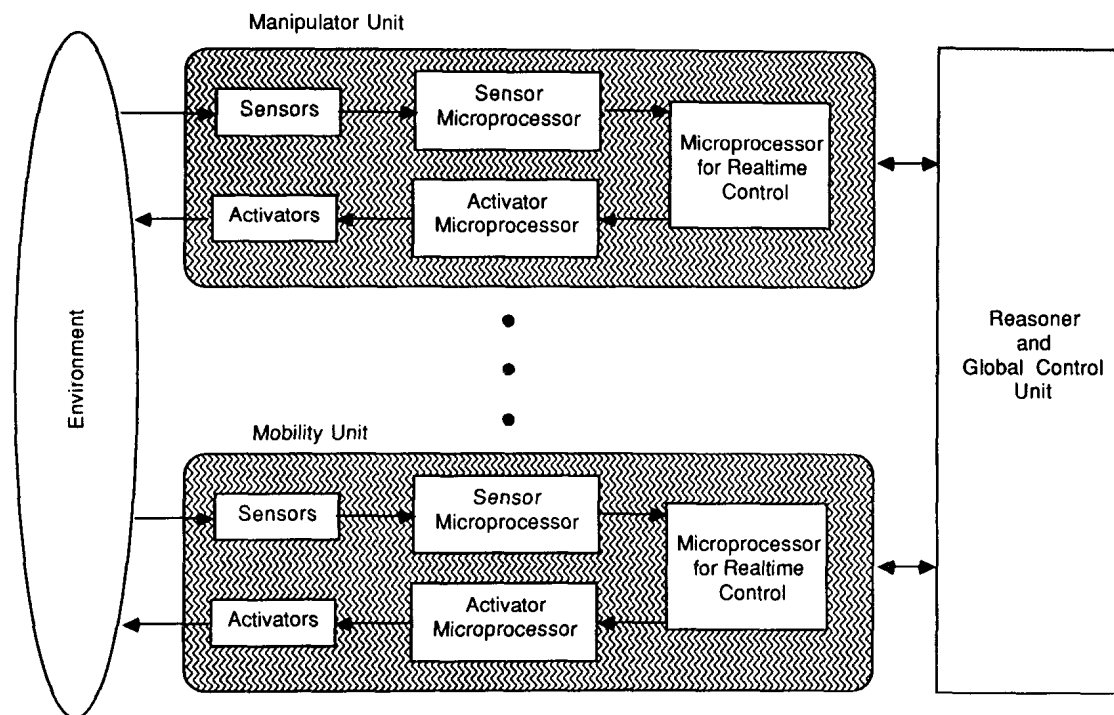 Manipulator Unit
Sensors
Sensor
Microprocessor
Microprocessor
for Realtime
Control
Activators
Activator
Microprocessor
Environment
Reasoner
and
Global Control
Unit
Mobility Unit
Sensors
Sensor
Microprocessor
Microprocessor
for Realtime
Control
Activators
Activator
Microprocessor